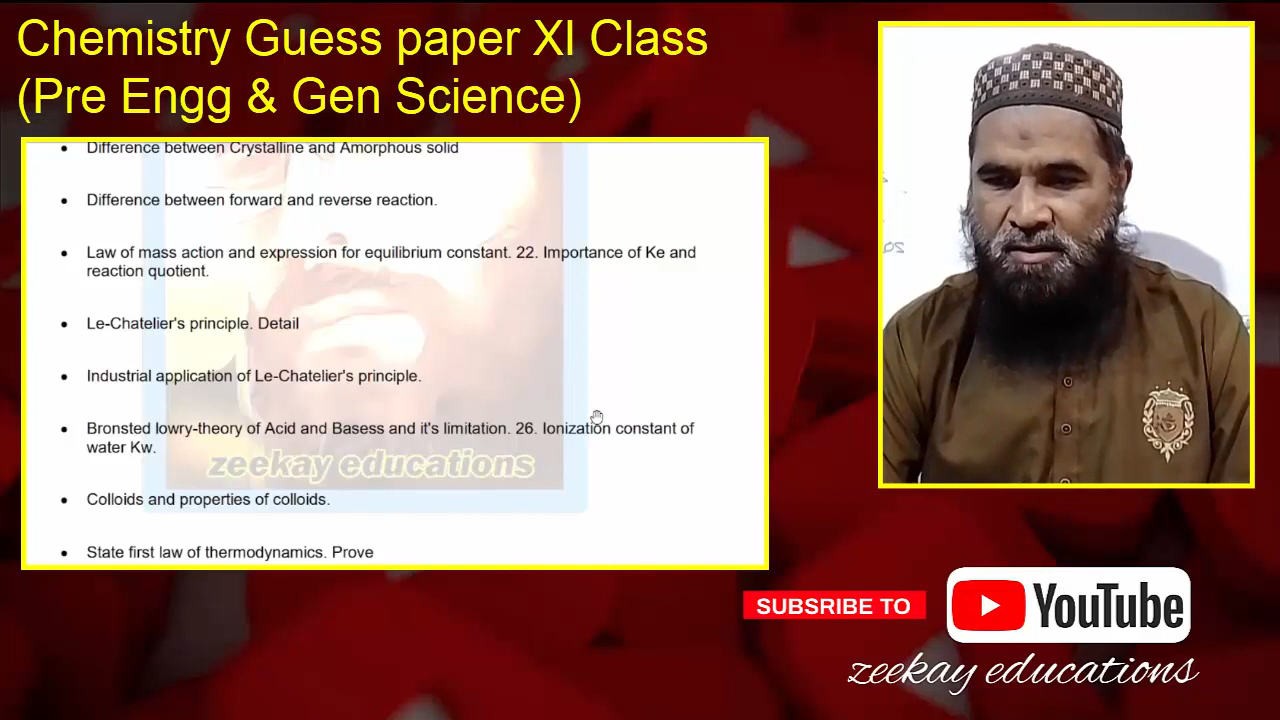 Chemistry Guess paper XI Class
(Pre Engg & Gen Science)
• Difference between Crystalline and Amorphous solid
• Difference between forward and reverse reaction.
• Law of mass action and expression for equilibrium constant. 22. Importance of Ke and
reaction quotient.
• Le-Chatelier's principle. Detail
• Industrial application of Le-Chatelier's principle.
• Bronsted lowry-theory of Acid and Basess and it's limitation. 26. Ionization constant of
water Kw.
zeekay educations
• Colloids and properties of colloids.
• State first law of thermodynamics. Prove
SUBSRIBE TO
YouTube
zeekay educations